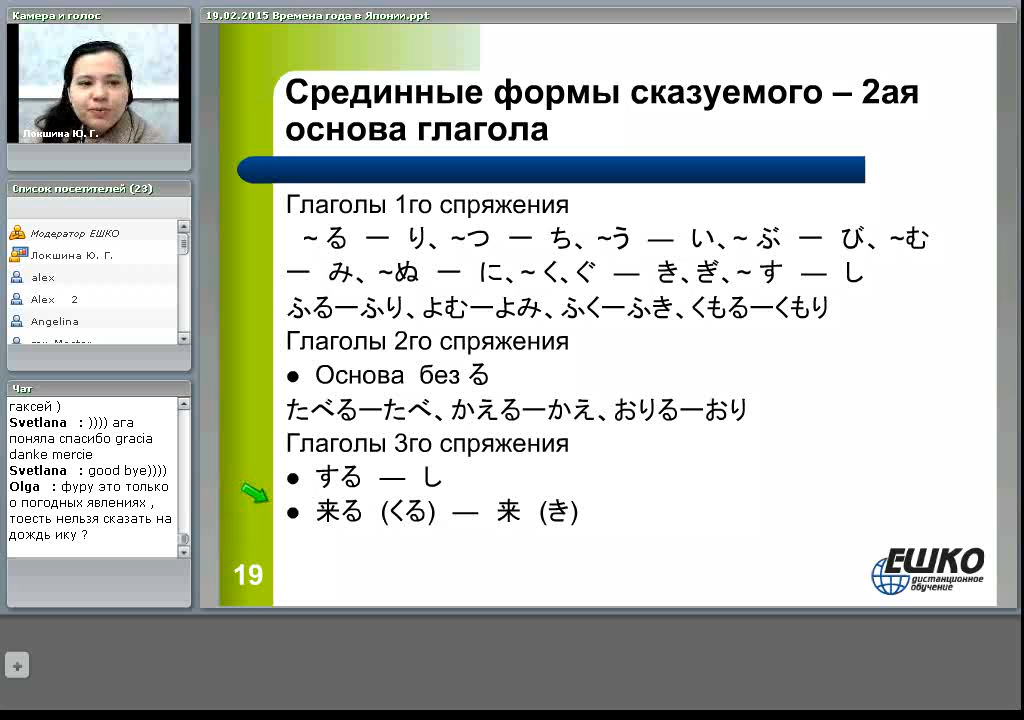 Камера и голос
Локшина Ю. Г.
Список посетителей (23)
Модератор ЕШКО
Локшина Ю. Г.
alex
Alex 2
Angelina
Чат
гаксей )
Svetlana : )))) ага
поняла спасибо gracia
danke mercie
Svetlana : good bye))))
Olga : фуру это только
о погодных явлениях ,
тоесть нельзя сказать на
дождь ику ?
19.02.2015 Времена года в Японии.ppt
Срединные формы сказуемого – 2ая
основа глагола
Глаголы 1го спряжения
~る ー り、~つ ー ち、~う — い、~ぶ ー び、~む
ー み、~ぬ ー に、~く、ぐ — き、ぎ、~す — し
ふるーふり、よむーよみ、ふくーふき、くもるーくもり
Глаголы 2го спряжения
● Основа без る
たべるーたべ、かえるーかえ、おりるーおり
Глаголы 3го спряжения
● する — し
● 来る (くる) — 来 (き)
19
ЕШКО
дистанционное
обучение